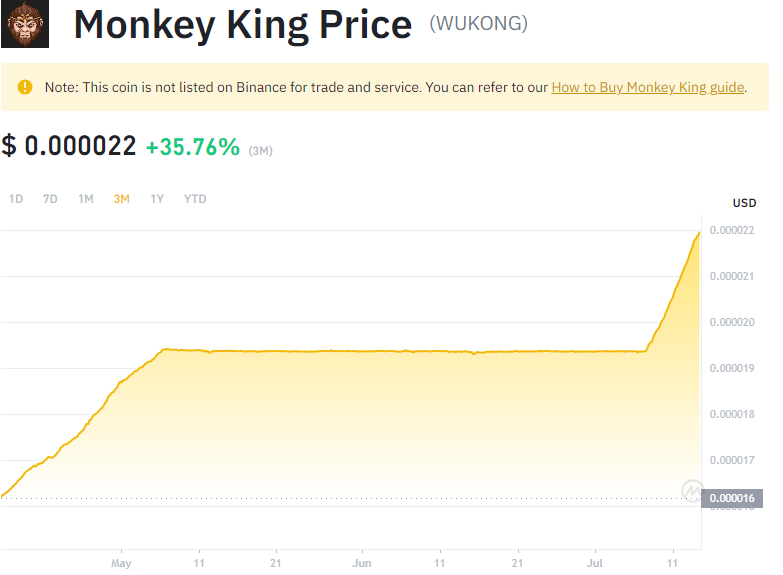 Monkey King Price (WUKONG)
Note: This coin is not listed on Binance for trade and service. You can refer to our How to Buy Monkey King guide.
$ 0.000022 +35.76% (3M)
1D 7D 1M 3M 1Y YTD
USD
0.000022
0.000021
0.000020
0.000019
0.000018
0.000017
0.000016
May 11 21 Jun 11 21 Jul 11